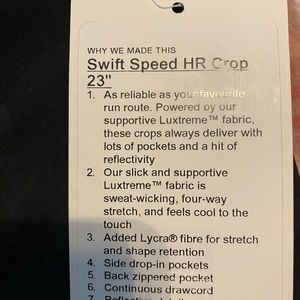 WHY WE MADE THIS
Swift Speed HR Crop
23"
1. As reliable as your favourite
run route. Powered by our
supportive Luxtreme™ fabric,
these crops always deliver with
lots of pockets and a hit of
reflectivity
2. Our slick and supportive
Luxtreme™ fabric is
sweat-wicking, four-way
stretch, and feels cool to the
touch
3. Added Lycra® fibre for stretch
and shape retention
4. Side drop-in pockets
5. Back zippered pocket
6. Continuous drawcord